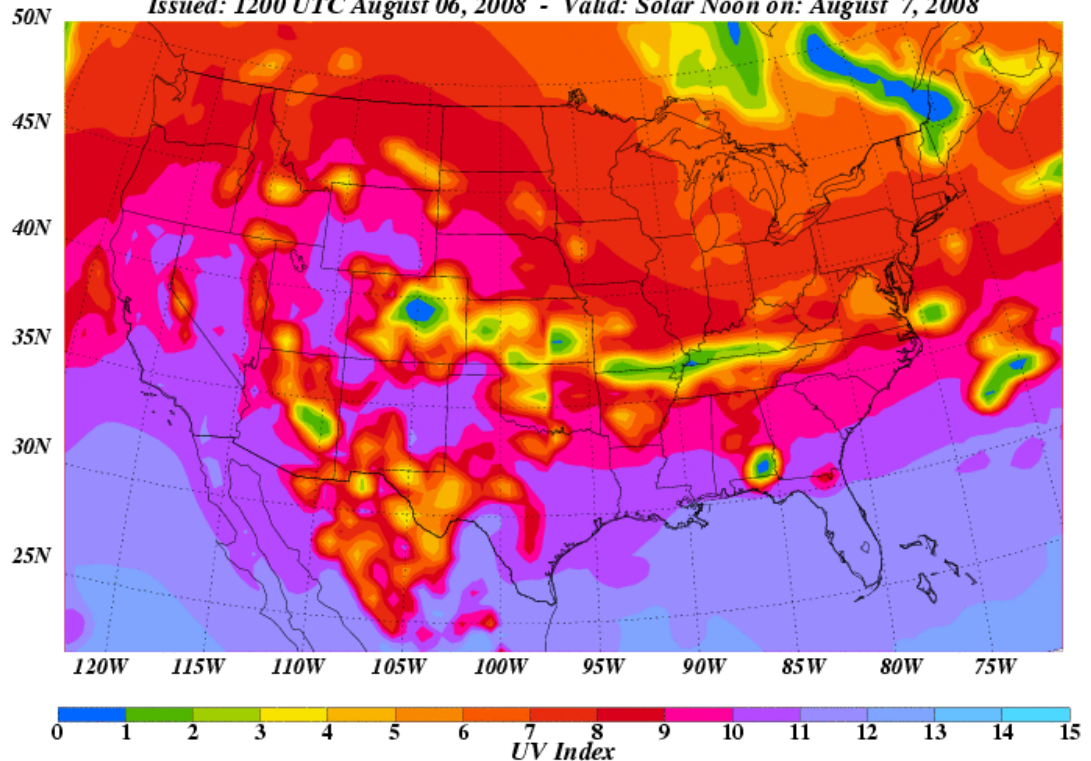 Issued: 1200 UTC August 06, 2008 - Valid: Solar Noon on: August 7, 2008
50N
45N
40N
35N
30N
25N
120W 115W 110W 105W 100W 95W 90W 85W 80W 75W
0 1 2 3 4 5 6 7 8 9 10 11 12 13 14 15
UV Index